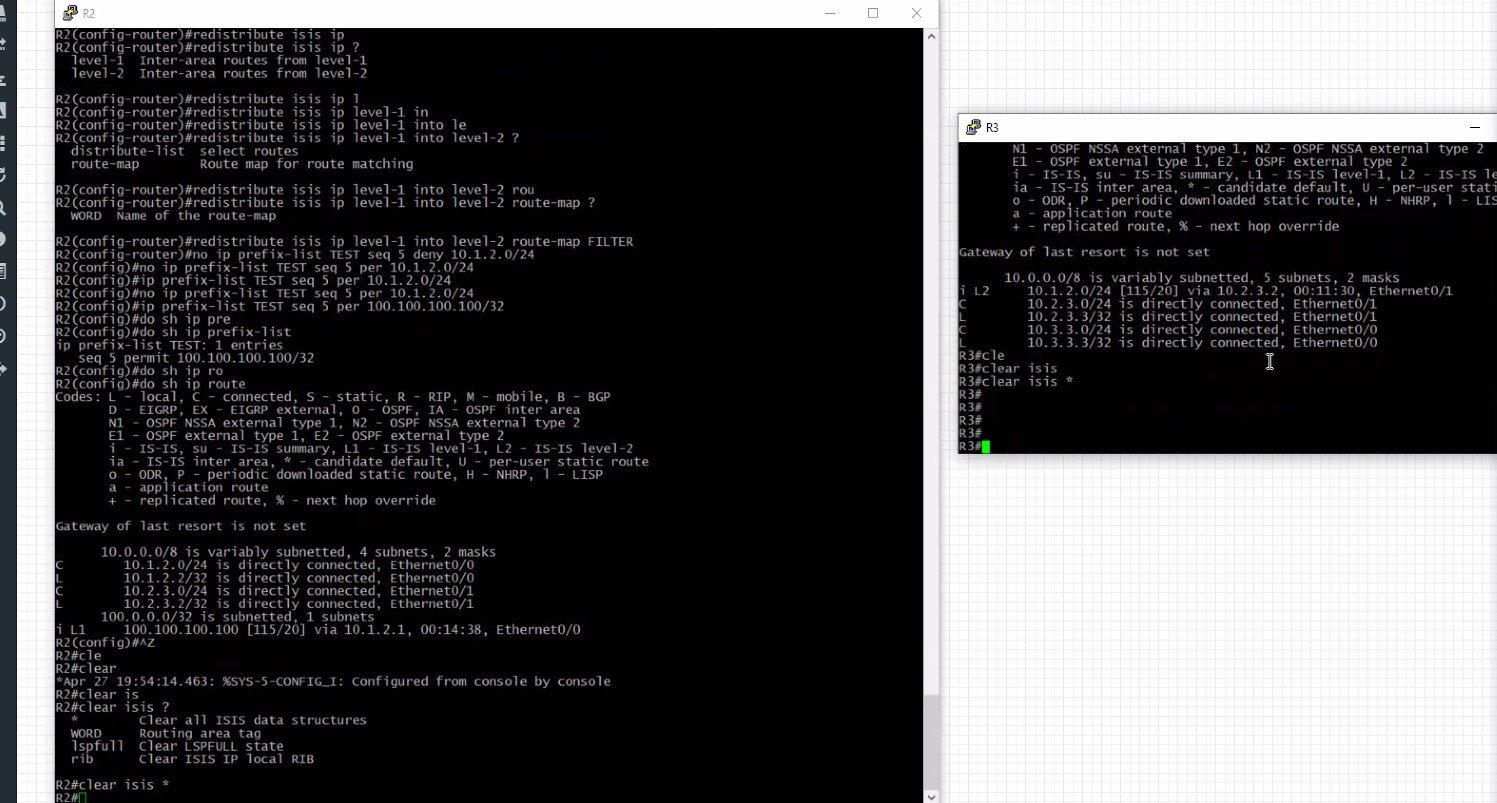 R2
R2(config-router)#redistribute isis ip
R2(config-router)#redistribute isis ip ?
level-1 Inter-area routes from level-1
level-2 Inter-area routes from level-2
R2(config-router)#redistribute isis ip l
R2(config-router)#redistribute isis ip level-1 in
R2(config-router)#redistribute isis ip level-1 into le
R2(config-router)#redistribute isis ip level-1 into level-2 ?
distribute-list select routes
route-map Route map for route matching
R2(config-router)#redistribute isis ip level-1 into level-2 rou
R2(config-router)#redistribute isis ip level-1 into level-2 route-map ?
WORD Name of the route-map
R2(config-router)#redistribute isis ip level-1 into level-2 route-map FILTER
R2(config-router)#no ip prefix-list TEST seq 5 deny 10.1.2.0/24
R2(config)#no ip prefix-list TEST seq 5 per 10.1.2.0/24
R2(config)#ip prefix-list TEST seq 5 per 10.1.2.0/24
R2(config)#no ip prefix-list TEST seq 5 per 10.1.2.0/24
R2(config)#ip prefix-list TEST seq 5 per 100.100.100.100/32
R2(config)#do sh ip pre
R2(config)#do sh ip prefix-list
ip prefix-list TEST: 1 entries
seq 5 permit 100.100.100.100/32
R2(config)#do sh ip ro
R2(config)#do sh ip route
Codes: L - local, C - connected, S - static, R - RIP, M - mobile, B - BGP
D - EIGRP, EX - EIGRP external, O - OSPF, IA - OSPF inter area
N1 - OSPF NSSA external type 1, N2 - OSPF NSSA external type 2
E1 - OSPF external type 1, E2 - OSPF external type 2
i - IS-IS, su - IS-IS summary, L1 - IS-IS level-1, L2 - IS-IS level-2
ia - IS-IS inter area, * - candidate default, U - per-user static route
o - ODR, P - periodic downloaded static route, H - NHRP, l - LISP
a - application route
+ - replicated route, % - next hop override
Gateway of last resort is not set
10.0.0.0/8 is variably subnetted, 4 subnets, 2 masks
C 10.1.2.0/24 is directly connected, Ethernet0/0
L 10.1.2.2/32 is directly connected, Ethernet0/0
C 10.2.3.0/24 is directly connected, Ethernet0/1
L 10.2.3.2/32 is directly connected, Ethernet0/1
100.0.0.0/32 is subnetted, 1 subnets
i L1 100.100.100.100 [115/20] via 10.1.2.1, 00:14:38, Ethernet0/0
R2(config)#^Z
R2#cle
R2#clear
*Apr 27 19:54:14.463: %SYS-5-CONFIG_I: Configured from console by console
R2#clear is
R2#clear isis ?
* Clear all ISIS data structures
WORD Routing area tag
lspfull Clear LSPFULL state
rib Clear ISIS IP local RIB
R2#clear isis *
R2#
R3
N1 - OSPF NSSA external type 1, N2 - OSPF NSSA external type 2
E1 - OSPF external type 1, E2 - OSPF external type 2
i - IS-IS, su - IS-IS summary, L1 - IS-IS level-1, L2 - IS-IS le
ia - IS-IS inter area, * - candidate default, U - per-user stati
o - ODR, P - periodic downloaded static route, H - NHRP, l - LIS
a - application route
+ - replicated route, % - next hop override
Gateway of last resort is not set
10.0.0.0/8 is variably subnetted, 5 subnets, 2 masks
i L2 10.1.2.0/24 [115/20] via 10.2.3.2, 00:11:30, Ethernet0/1
C 10.2.3.0/24 is directly connected, Ethernet0/1
L 10.2.3.3/32 is directly connected, Ethernet0/1
C 10.3.3.0/24 is directly connected, Ethernet0/0
L 10.3.3.3/32 is directly connected, Ethernet0/0
R3#cle
R3#clear isis
R3#clear isis *
R3#
R3#
R3#
R3#
R3#